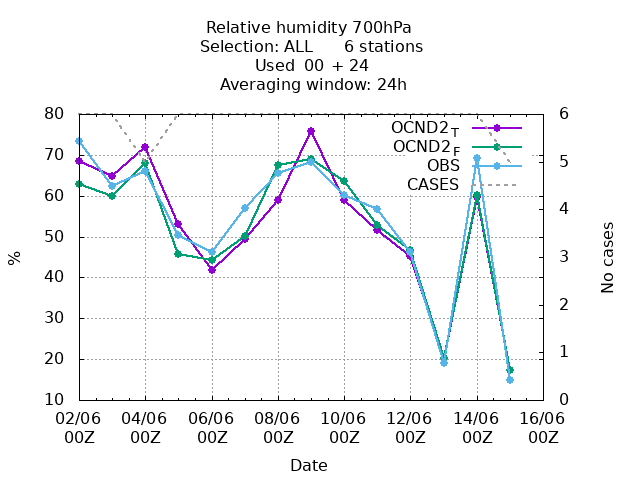 Relative humidity 700hPa
Selection: ALL 6 stations
Used 00 + 24
Averaging window: 24h
80
70
60
50
40
30
20
10
%
6
5
4
3
2
1
0
No cases
OCND2T
OCND2F
OBS
CASES
02/06 04/06 06/06 08/06 10/06 12/06 14/06 16/06
00Z 00Z 00Z 00Z 00Z 00Z 00Z 00Z
Date